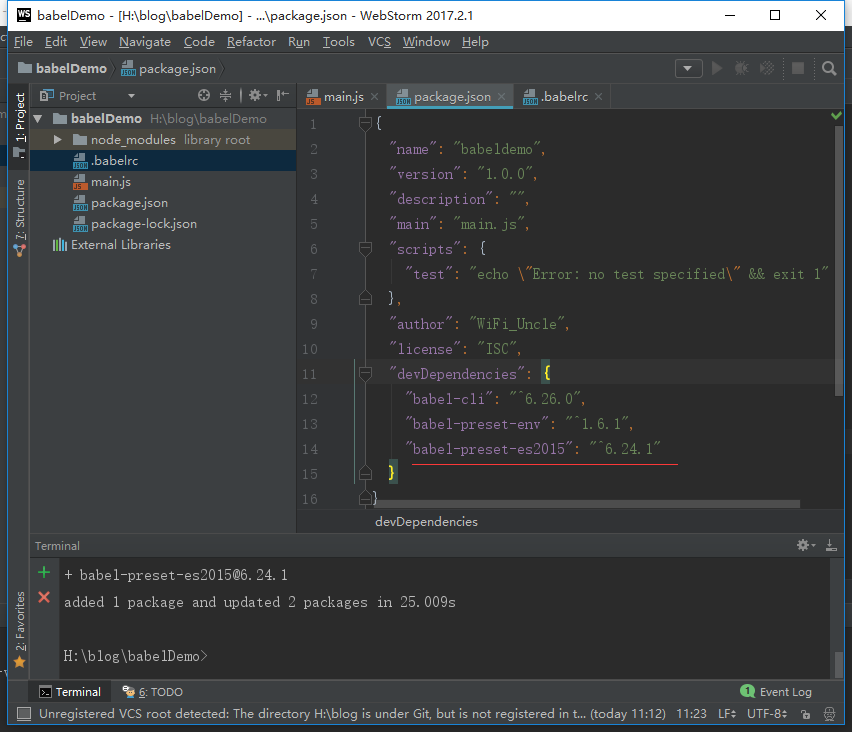 babelDemo - [H:\blog\babelDemo] - ...\package.json - WebStorm 2017.2.1
File Edit View Navigate Code Refactor Run Tools VCS Window Help
babelDemo package.json
1: Project
7: Structure
2: Favorites
Project
babelDemo H:\blog\babelDemo
node_modules library root
.babelrc
main.js
package.json
package-lock.json
External Libraries
main.js package.json .babelrc
1 {
2 "name": "babeldemo",
3 "version": "1.0.0",
4 "description": "",
5 "main": "main.js",
6 "scripts": {
7 "test": "echo \"Error: no test specified\" && exit 1"
8 },
9 "author": "WiFi_Uncle",
10 "license": "ISC",
11 "devDependencies": {
12 "babel-cli": "^6.26.0",
13 "babel-preset-env": "^1.6.1",
14 "babel-preset-es2015": "^6.24.1"
15 }
16 }
devDependencies
Terminal
+ babel-preset-es2015@6.24.1
added 1 package and updated 2 packages in 25.009s
H:\blog\babelDemo>
Terminal 6: TODO 1 Event Log
Unregistered VCS root detected: The directory H:\blog is under Git, but is not registered in t... (today 11:12) 11:23 LF UTF-8